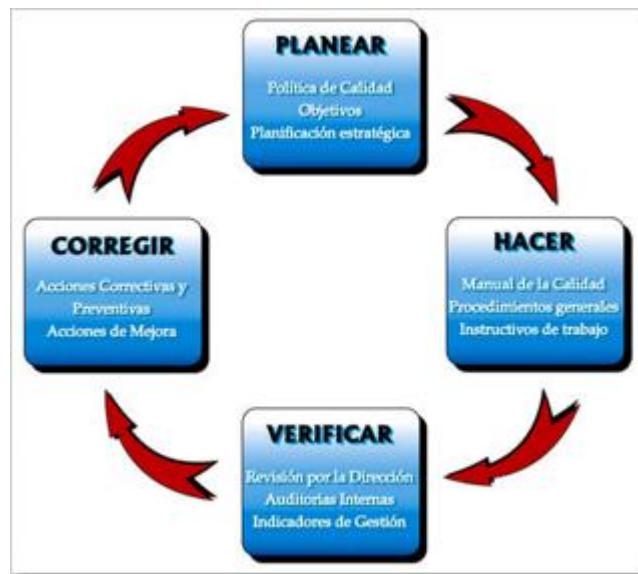 PLANEAR
Política de Calidad
Objetivos
Planificación estratégica
HACER
Manual de la Calidad
Procedimientos generales
Instructivos de trabajo
VERIFICAR
Revisión por la Dirección
Auditorías Internas
Indicadores de Gestión
CORREGIR
Acciones Correctivas y
Preventivas
Acciones de Mejora